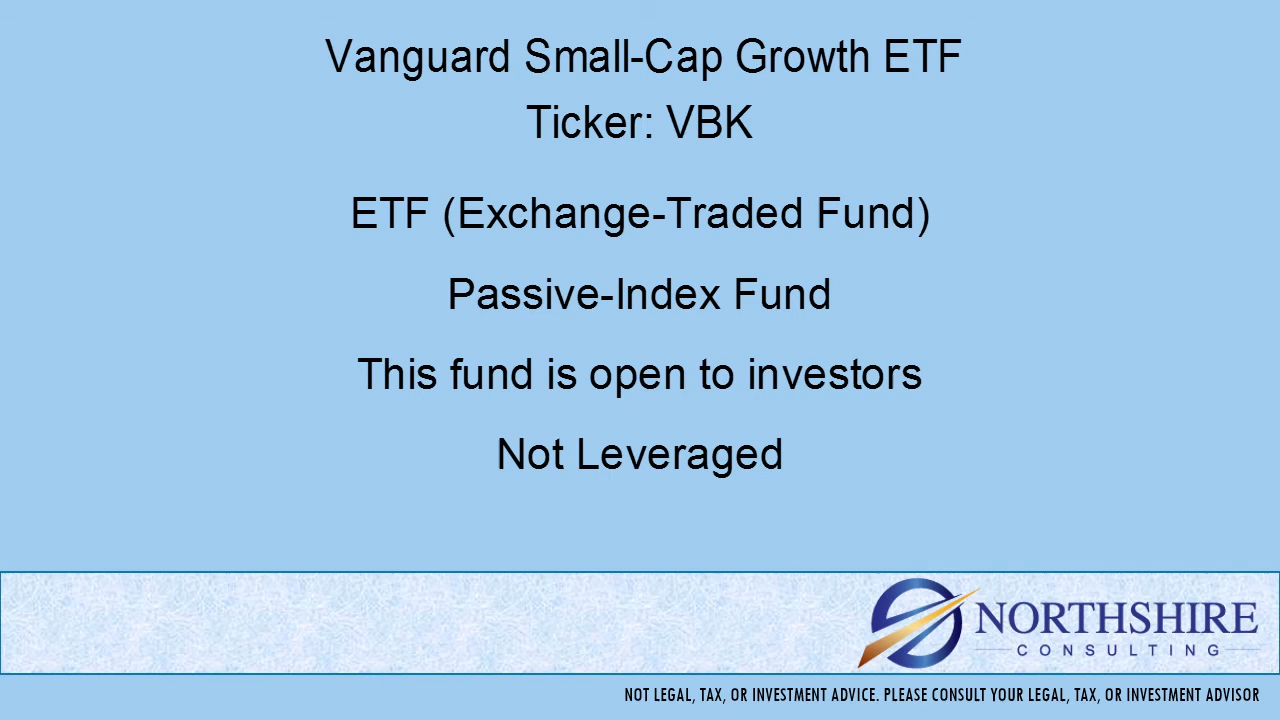 Vanguard Small-Cap Growth ETF
Ticker: VBK
ETF (Exchange-Traded Fund)
Passive-Index Fund
This fund is open to investors
Not Leveraged
NORTHSHIRE
CONSULTING
NOT LEGAL, TAX, OR INVESTMENT ADVICE. PLEASE CONSULT YOUR LEGAL, TAX, OR INVESTMENT ADVISOR